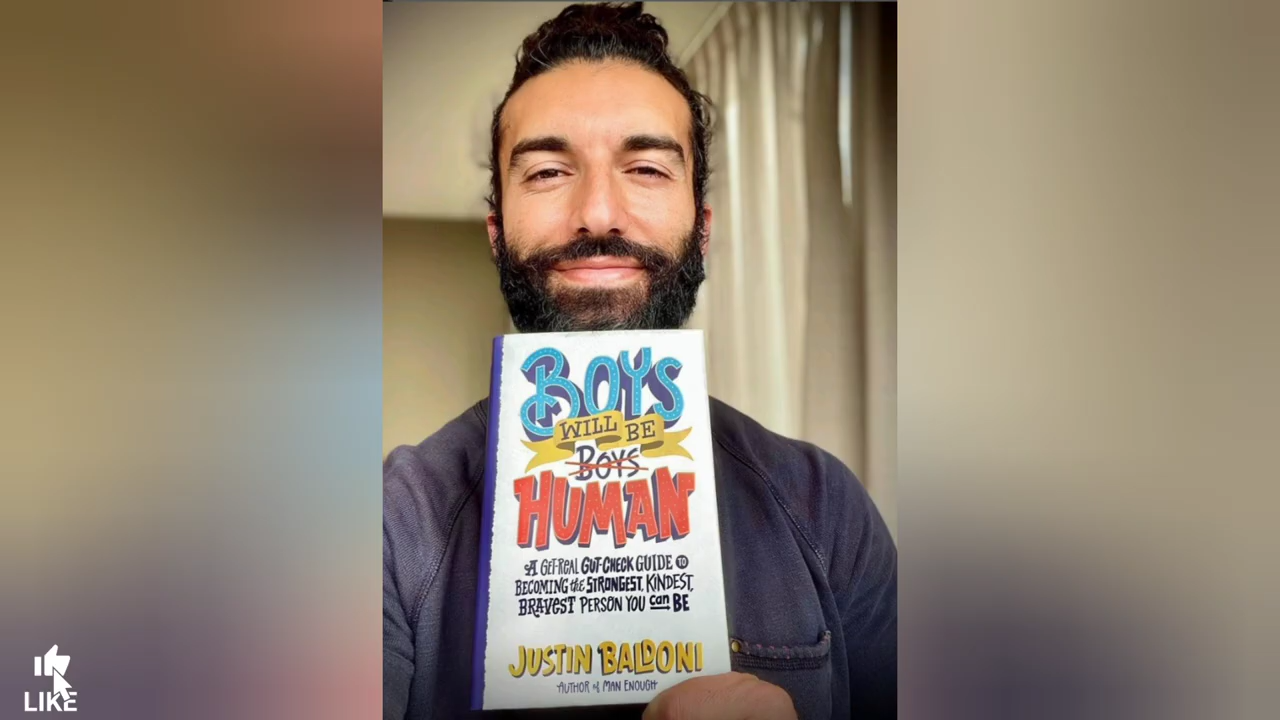 BOYS
WILL BE
BOYS
HUMAN
A GET-REAL GUT-CHECK GUIDE TO
BECOMING the STRONGEST, KINDEST,
BRAVEST PERSON YOU can BE
JUSTIN BALDONI
AUTHOR of MAN ENOUGH
LIKE